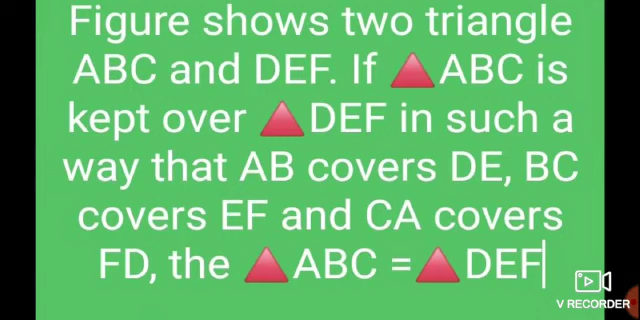 Figure shows two triangle
ABC and DEF. If 🔺ABC is
kept over 🔺DEF in such a
way that AB covers DE, BC
covers EF and CA covers
FD, the 🔺ABC =🔺DEF
V RECORDER